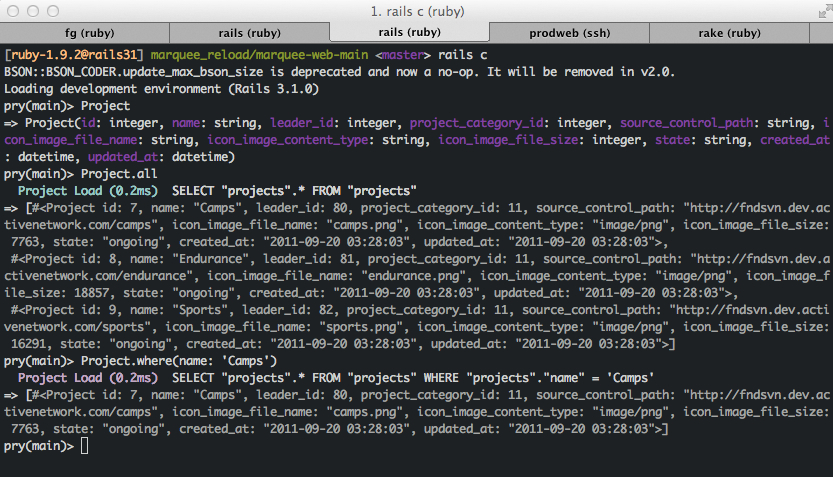 1. rails c (ruby)
fg (ruby) rails (ruby) rails (ruby) prodweb (ssh) rake (ruby)
[ruby-1.9.2@rails31] marquee_reload/marquee-web-main <master> rails c
BSON::BSON_CODER.update_max_bson_size is deprecated and now a no-op. It will be removed in v2.0.
Loading development environment (Rails 3.1.0)
pry(main)> Project
=> Project(id: integer, name: string, leader_id: integer, project_category_id: integer, source_control_path: string, i
con_image_file_name: string, icon_image_content_type: string, icon_image_file_size: integer, state: string, created_at
: datetime, updated_at: datetime)
pry(main)> Project.all
  Project Load (0.2ms)  SELECT "projects".* FROM "projects"
=> [#<Project id: 7, name: "Camps", leader_id: 80, project_category_id: 11, source_control_path: "http://fndsvn.dev.ac
tivenetwork.com/camps", icon_image_file_name: "camps.png", icon_image_content_type: "image/png", icon_image_file_size:
 7763, state: "ongoing", created_at: "2011-09-20 03:28:03", updated_at: "2011-09-20 03:28:03">,
 #<Project id: 8, name: "Endurance", leader_id: 81, project_category_id: 11, source_control_path: "http://fndsvn.dev.a
ctivenetwork.com/endurance", icon_image_file_name: "endurance.png", icon_image_content_type: "image/png", icon_image_f
ile_size: 18857, state: "ongoing", created_at: "2011-09-20 03:28:03", updated_at: "2011-09-20 03:28:03">,
 #<Project id: 9, name: "Sports", leader_id: 82, project_category_id: 11, source_control_path: "http://fndsvn.dev.acti
venetwork.com/sports", icon_image_file_name: "sports.png", icon_image_content_type: "image/png", icon_image_file_size:
 16291, state: "ongoing", created_at: "2011-09-20 03:28:03", updated_at: "2011-09-20 03:28:03">]
pry(main)> Project.where(name: 'Camps')
  Project Load (0.2ms)  SELECT "projects".* FROM "projects" WHERE "projects"."name" = 'Camps'
=> [#<Project id: 7, name: "Camps", leader_id: 80, project_category_id: 11, source_control_path: "http://fndsvn.dev.ac
tivenetwork.com/camps", icon_image_file_name: "camps.png", icon_image_content_type: "image/png", icon_image_file_size:
 7763, state: "ongoing", created_at: "2011-09-20 03:28:03", updated_at: "2011-09-20 03:28:03">]
pry(main)>